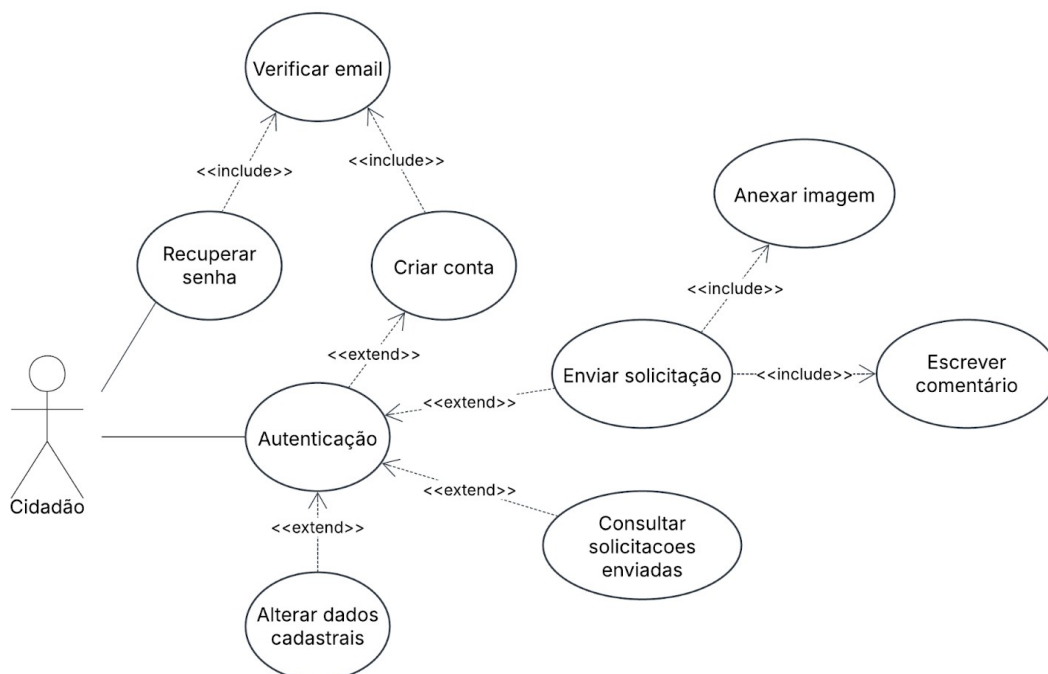 Verificar email
<<include>>
<<include>>
Anexar imagem
Recuperar
senha
Criar conta
<<include>>
<<extend>>
Enviar solicitação
<<include>>
Escrever
comentário
<<extend>>
Autenticação
<<extend>>
Cidadão
<<extend>>
Consultar
solicitacoes
enviadas
Alterar dados
cadastrais